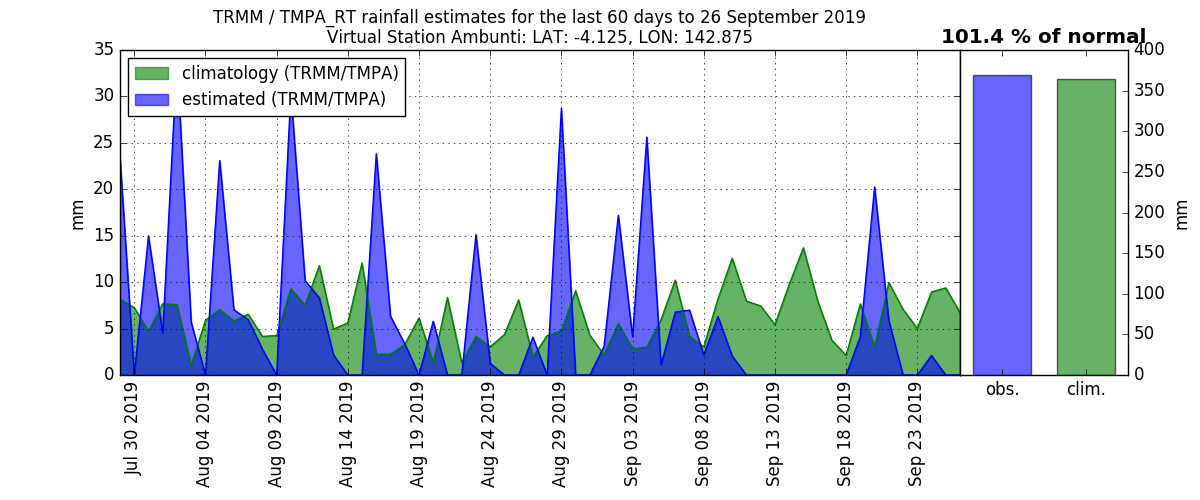 TRMM / TMPA_RT rainfall estimates for the last 60 days to 26 September 2019
Virtual Station Ambunti: LAT: -4.125, LON: 142.875
101.4 % of normal
climatology (TRMM/TMPA)
estimated (TRMM/TMPA)
35
30
25
20
15
10
5
0
mm
Jul 30 2019
Aug 04 2019
Aug 09 2019
Aug 14 2019
Aug 19 2019
Aug 24 2019
Aug 29 2019
Sep 03 2019
Sep 08 2019
Sep 13 2019
Sep 18 2019
Sep 23 2019
400
350
300
250
200
150
100
50
0
mm
obs.
clim.